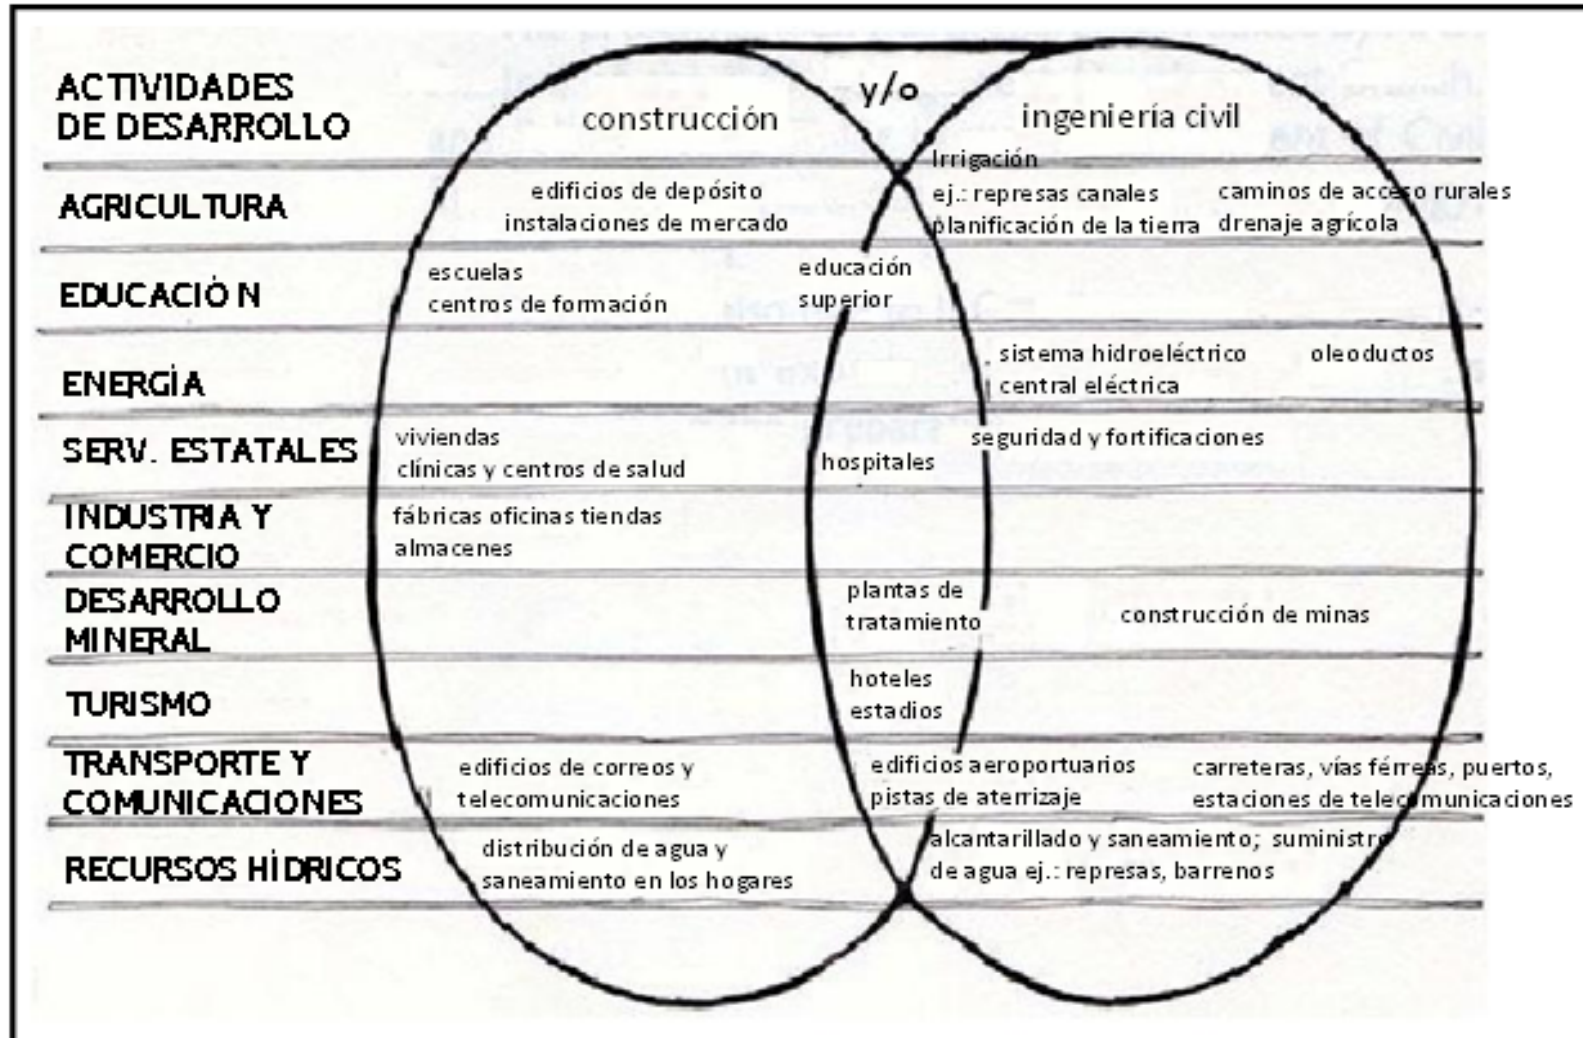 y/o
ACTIVIDADES
DE DESARROLLO
construcción
ingeniería civil
AGRICULTURA
edificios de depósito
instalaciones de mercado
Irrigación
ej.: represas canales
planificación de la tierra
caminos de acceso rurales
drenaje agrícola
EDUCACIÓN
escuelas
centros de formación
educación
superior
ENERGÍA
sistema hidroeléctrico
central eléctrica
oleoductos
SERV. ESTATALES
viviendas
clínicas y centros de salud
hospitales
seguridad y fortificaciones
INDUSTRIA Y
COMERCIO
fábricas oficinas tiendas
almacenes
DESARROLLO
MINERAL
plantas de
tratamiento
construcción de minas
TURISMO
hoteles
estadios
TRANSPORTE Y
COMUNICACIONES
edificios de correos y
telecomunicaciones
edificios aeroportuarios
pistas de aterrizaje
carreteras, vías férreas, puertos,
estaciones de telecomunicaciones
RECURSOS HÍDRICOS
distribución de agua y
saneamiento en los hogares
alcantarillado y saneamiento; suministro
de agua ej.: represas, barrenos